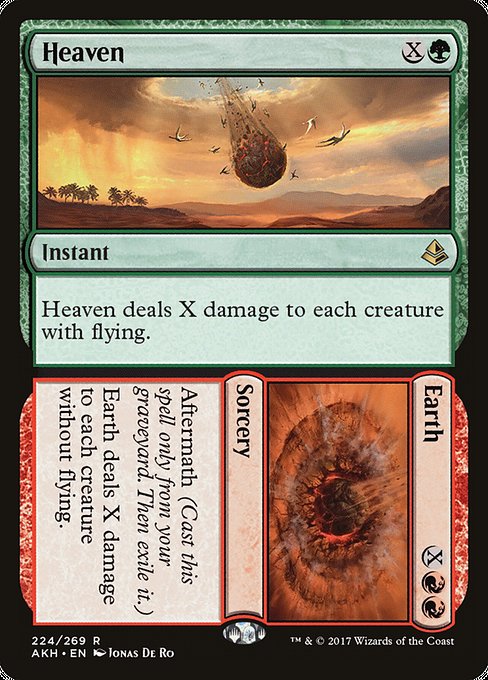 Heaven X
Instant
Heaven deals X damage to each creature
with flying.
Earth X
Sorcery
Aftermath (Cast this
spell only from your
graveyard. Then exile it.)
Earth deals X damage
to each creature
without flying.
224/269 R
AKH • EN Jonas De Ro
™ & © 2017 Wizards of the Coast